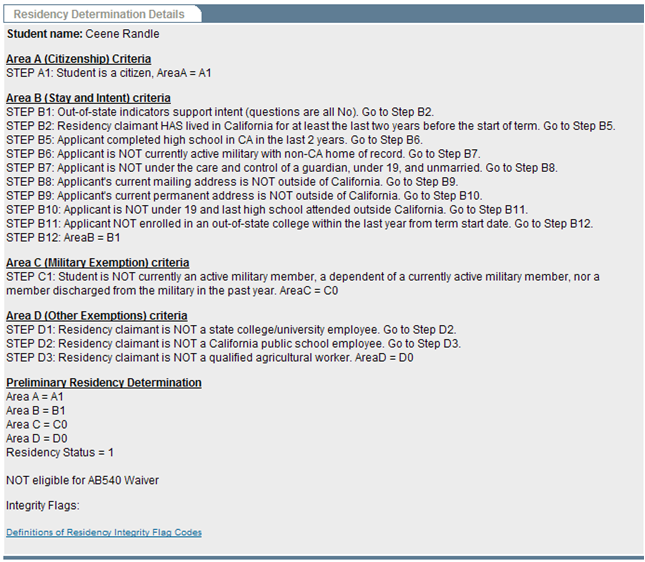 Residency Determination Details
Student name: Ceene Randle
Area A (Citizenship) Criteria
STEP A1: Student is a citizen, AreaA = A1
Area B (Stay and Intent) criteria
STEP B1: Out-of-state indicators support intent (questions are all No). Go to Step B2.
STEP B2: Residency claimant HAS lived in California for at least the last two years before the start of term. Go to Step B5.
STEP B5: Applicant completed high school in CA in the last 2 years. Go to Step B6.
STEP B6: Applicant is NOT currently active military with non-CA home of record. Go to Step B7.
STEP B7: Applicant is NOT under the care and control of a guardian, under 19, and unmarried. Go to Step B8.
STEP B8: Applicant's current mailing address is NOT outside of California. Go to Step B9.
STEP B9: Applicant's current permanent address is NOT outside of California. Go to Step B10.
STEP B10: Applicant is NOT under 19 and last high school attended outside California. Go to Step B11.
STEP B11: Applicant NOT enrolled in an out-of-state college within the last year from term start date. Go to Step B12.
STEP B12: AreaB = B1
Area C (Military Exemption) criteria
STEP C1: Student is NOT currently an active military member, a dependent of a currently active military member, nor a
member discharged from the military in the past year. AreaC = C0
Area D (Other Exemptions) criteria
STEP D1: Residency claimant is NOT a state college/university employee. Go to Step D2.
STEP D2: Residency claimant is NOT a California public school employee. Go to Step D3.
STEP D3: Residency claimant is NOT a qualified agricultural worker. AreaD = D0
Preliminary Residency Determination
Area A = A1
Area B = B1
Area C = C0
Area D = D0
Residency Status = 1
NOT eligible for AB540 Waiver
Integrity Flags:
Definitions of Residency Integrity Flag Codes